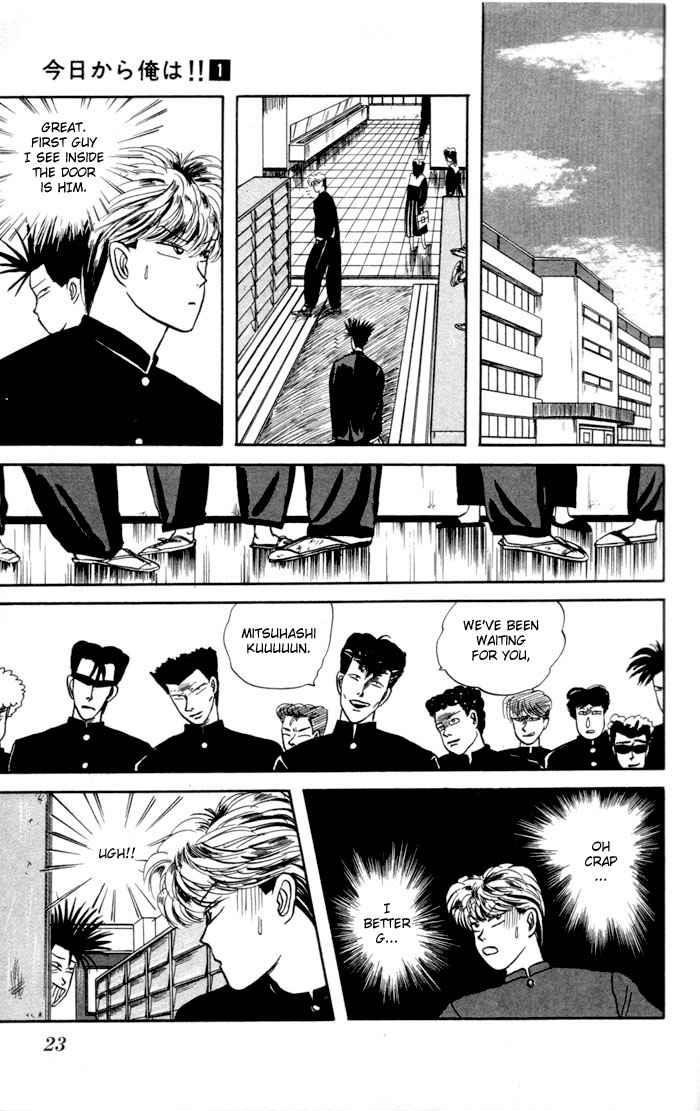 今日から俺は!! 1
GREAT.
FIRST GUY
I SEE INSIDE
THE DOOR
IS HIM.
WE'VE BEEN
WAITING
FOR YOU,
MITSUHASHI
KUUUUUN.
OH
CRAP
...
I
BETTER
G...
UGH!!
23